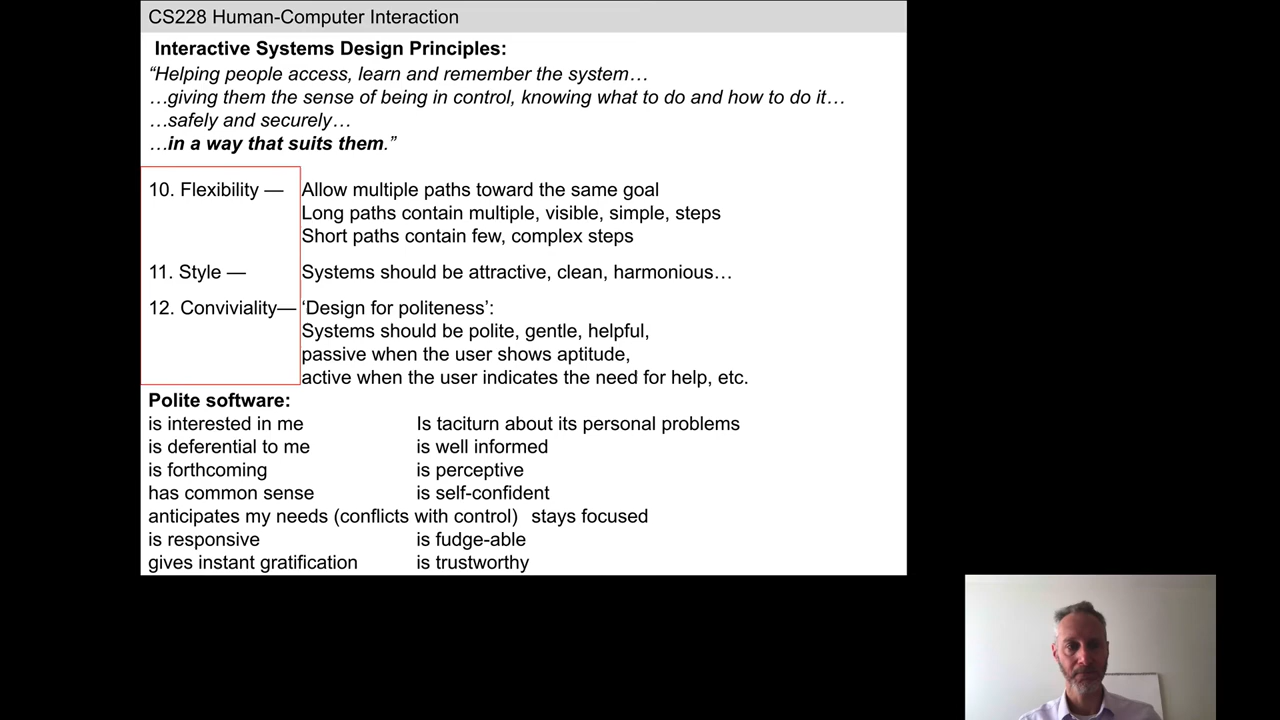 CS228 Human-Computer Interaction
Interactive Systems Design Principles:
“Helping people access, learn and remember the system…
…giving them the sense of being in control, knowing what to do and how to do it…
…safely and securely…
…in a way that suits them.”
10. Flexibility — Allow multiple paths toward the same goal
Long paths contain multiple, visible, simple, steps
Short paths contain few, complex steps
11. Style — Systems should be attractive, clean, harmonious…
12. Conviviality— ‘Design for politeness’:
Systems should be polite, gentle, helpful,
passive when the user shows aptitude,
active when the user indicates the need for help, etc.
Polite software:
is interested in me Is taciturn about its personal problems
is deferential to me is well informed
is forthcoming is perceptive
has common sense is self-confident
anticipates my needs (conflicts with control) stays focused
is responsive is fudge-able
gives instant gratification is trustworthy